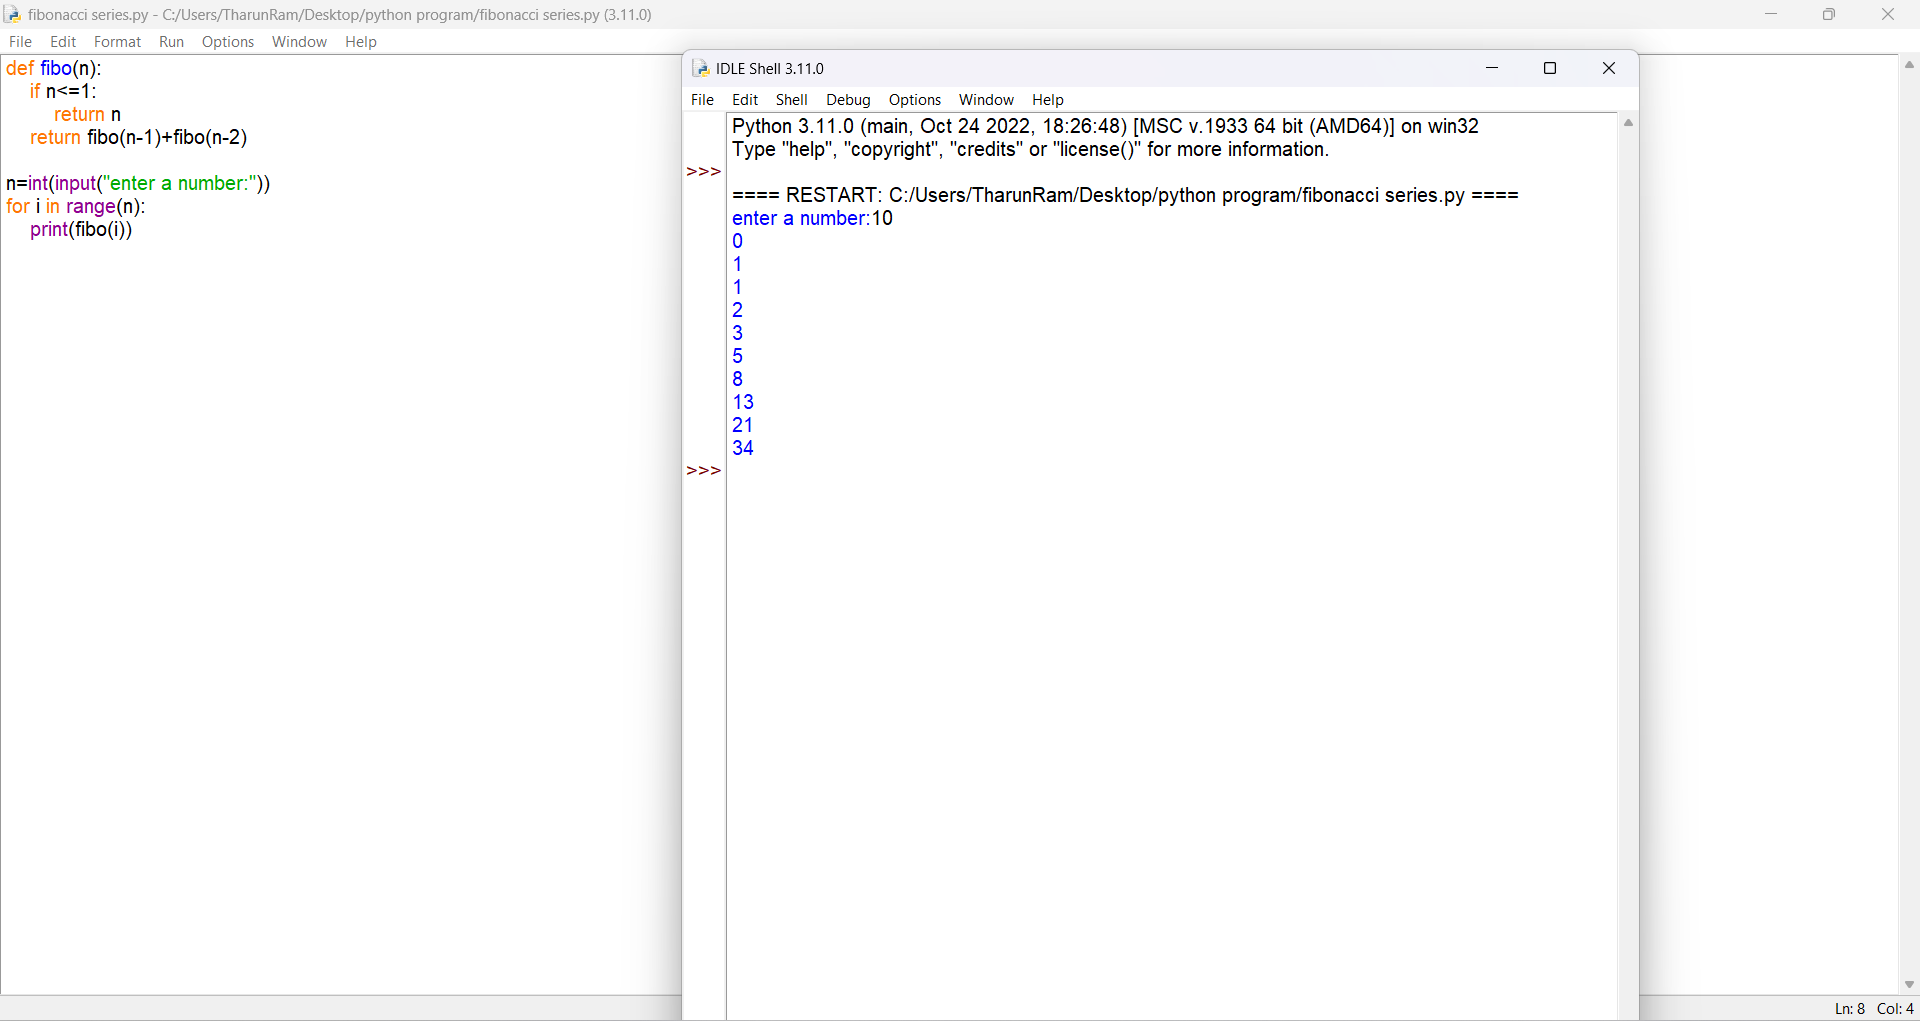 fibonacci series.py - C:/Users/TharunRam/Desktop/python program/fibonacci series.py (3.11.0)
File Edit Format Run Options Window Help
def fibo(n):
    if n<=1:
        return n
    return fibo(n-1)+fibo(n-2)
n=int(input("enter a number:"))
for i in range(n):
    print(fibo(i))
IDLE Shell 3.11.0
File Edit Shell Debug Options Window Help
Python 3.11.0 (main, Oct 24 2022, 18:26:48) [MSC v.1933 64 bit (AMD64)] on win32
Type "help", "copyright", "credits" or "license()" for more information.
>>>
==== RESTART: C:/Users/TharunRam/Desktop/python program/fibonacci series.py ====
enter a number:10
0
1
1
2
3
5
8
13
21
34
>>>
Ln: 8 Col: 4